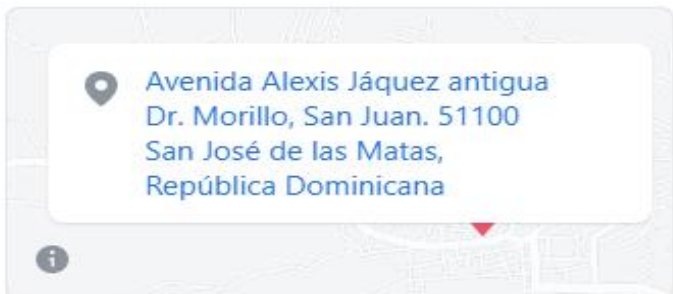 Avenida Alexis Jáquez antigua
Dr. Morillo, San Juan. 51100
San José de las Matas,
República Dominicana